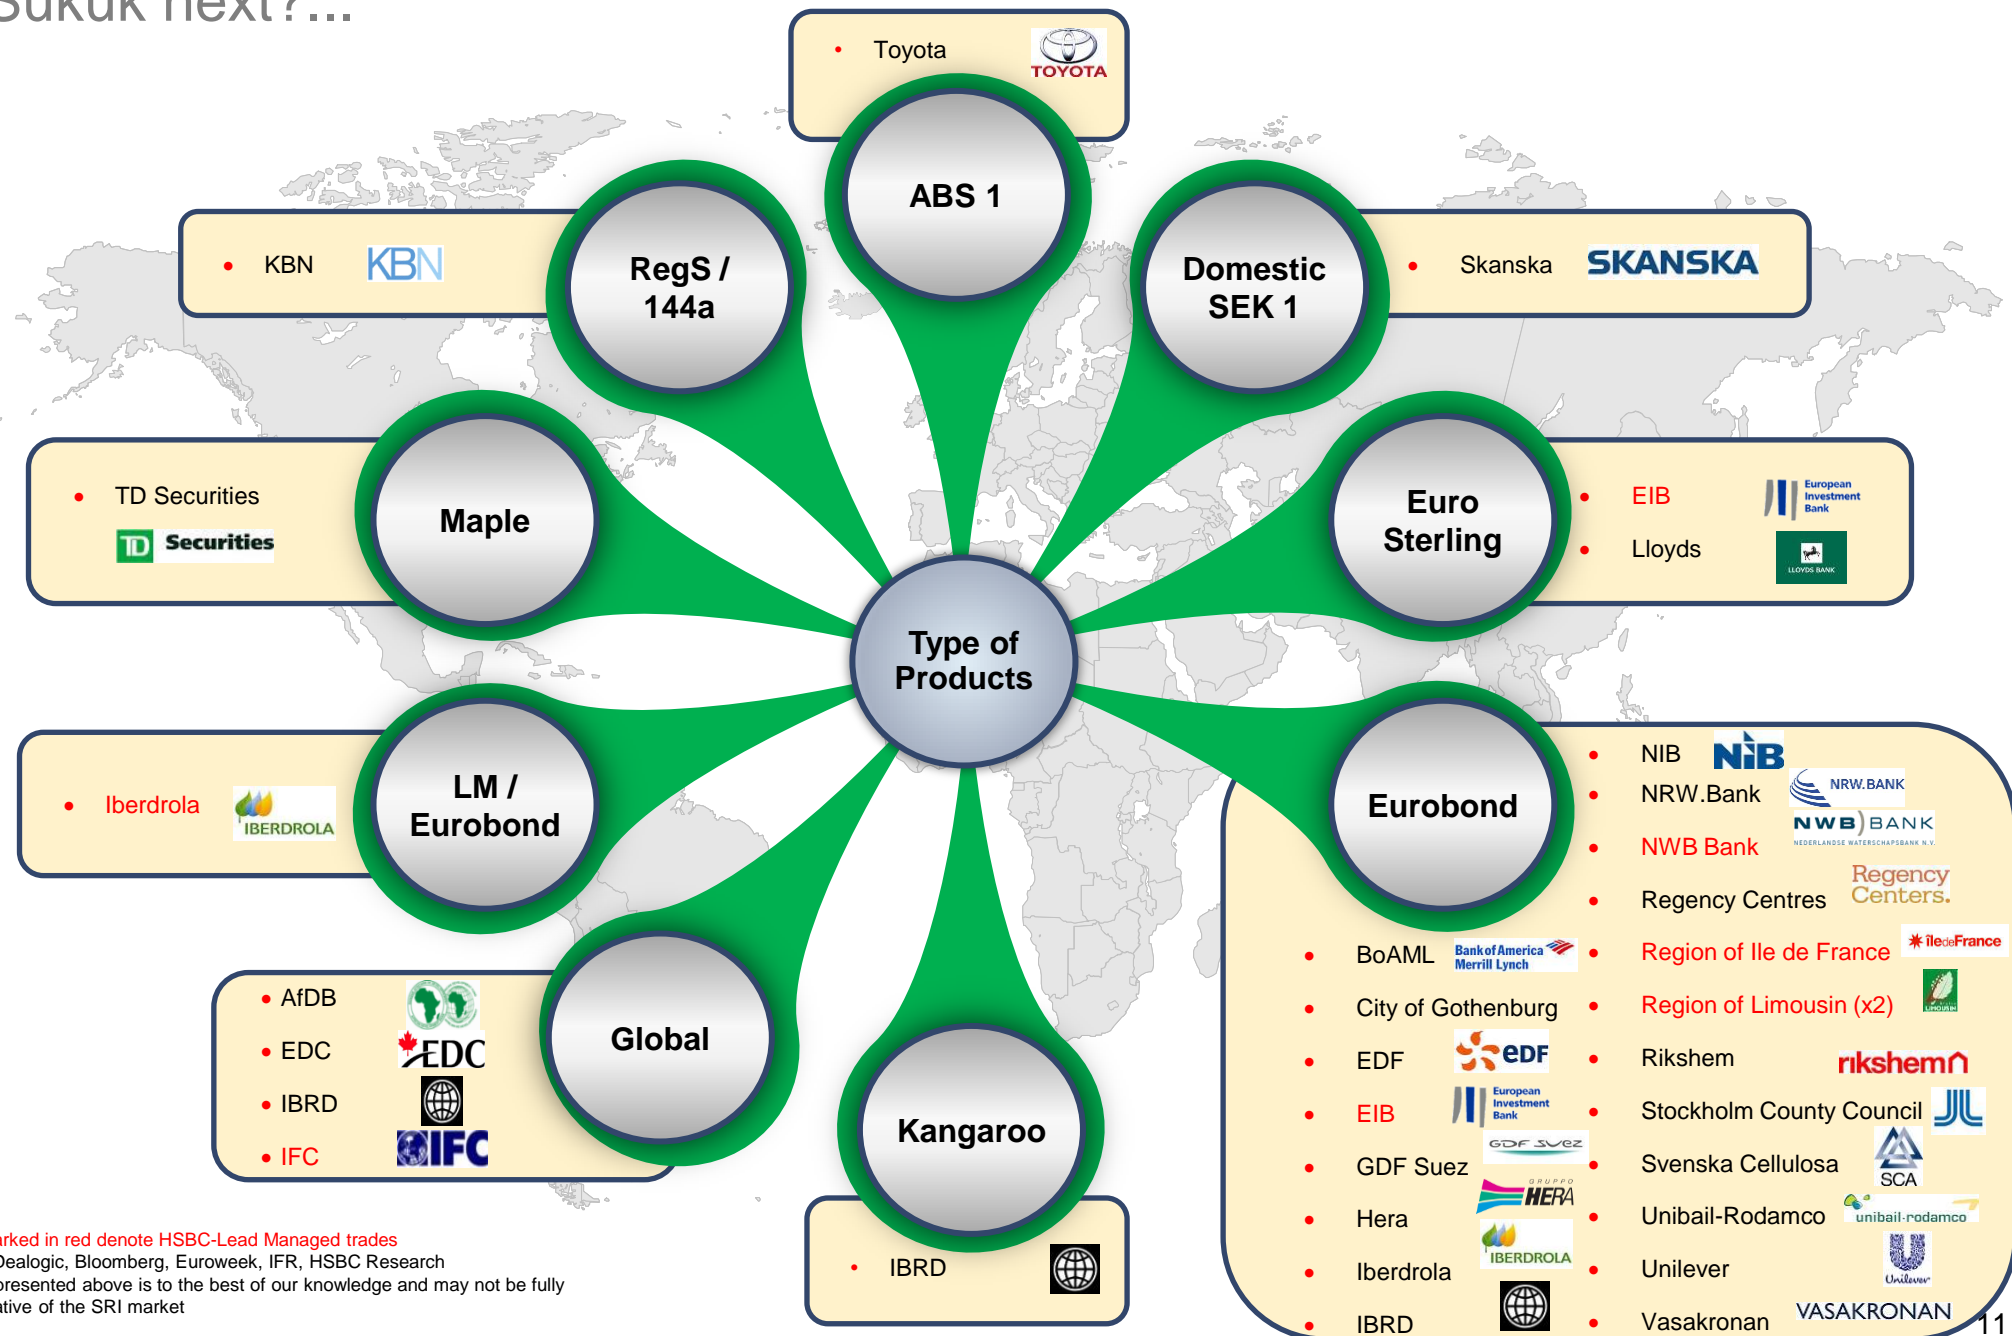 Sukuk next?...
Toyota
TOYOTA
ABS 1
KBN
KBN
RegS /
144a
Domestic
SEK 1
Skanska
SKANSKA
TD Securities
TD Securities
Maple
Euro
Sterling
EIB
European
Investment
Bank
Lloyds
LLOYDS BANK
Type of
Products
Iberdrola
IBERDROLA
LM /
Eurobond
Eurobond
NIB
NIB
NRW.Bank
NRW.BANK
NWB Bank
NWB)BANK
NEDERLANDSE WATERSCHAPSBANK N.V.
Regency Centres
Regency
Centers.
BoAML
Bank of America
Merrill Lynch
Region of Ile de France
îledeFrance
City of Gothenburg
Region of Limousin (x2)
LIMOUSIN
EDF
eDF
Rikshem
rikshem
EIB
European
Investment
Bank
Stockholm County Council
GDF Suez
GDF SUez
Svenska Cellulosa
SCA
Hera
GRUPPO
HERA
Unibail-Rodamco
unibail-rodamco
Iberdrola
IBERDROLA
Unilever
Unilever
IBRD
Vasakronan
VASAKRONAN
Global
AfDB
EDC
EDC
IBRD
IFC
IFC
Kangaroo
IBRD
arked in red denote HSBC-Lead Managed trades
Dealogic, Bloomberg, Euroweek, IFR, HSBC Research
presented above is to the best of our knowledge and may not be fully
ative of the SRI market
11